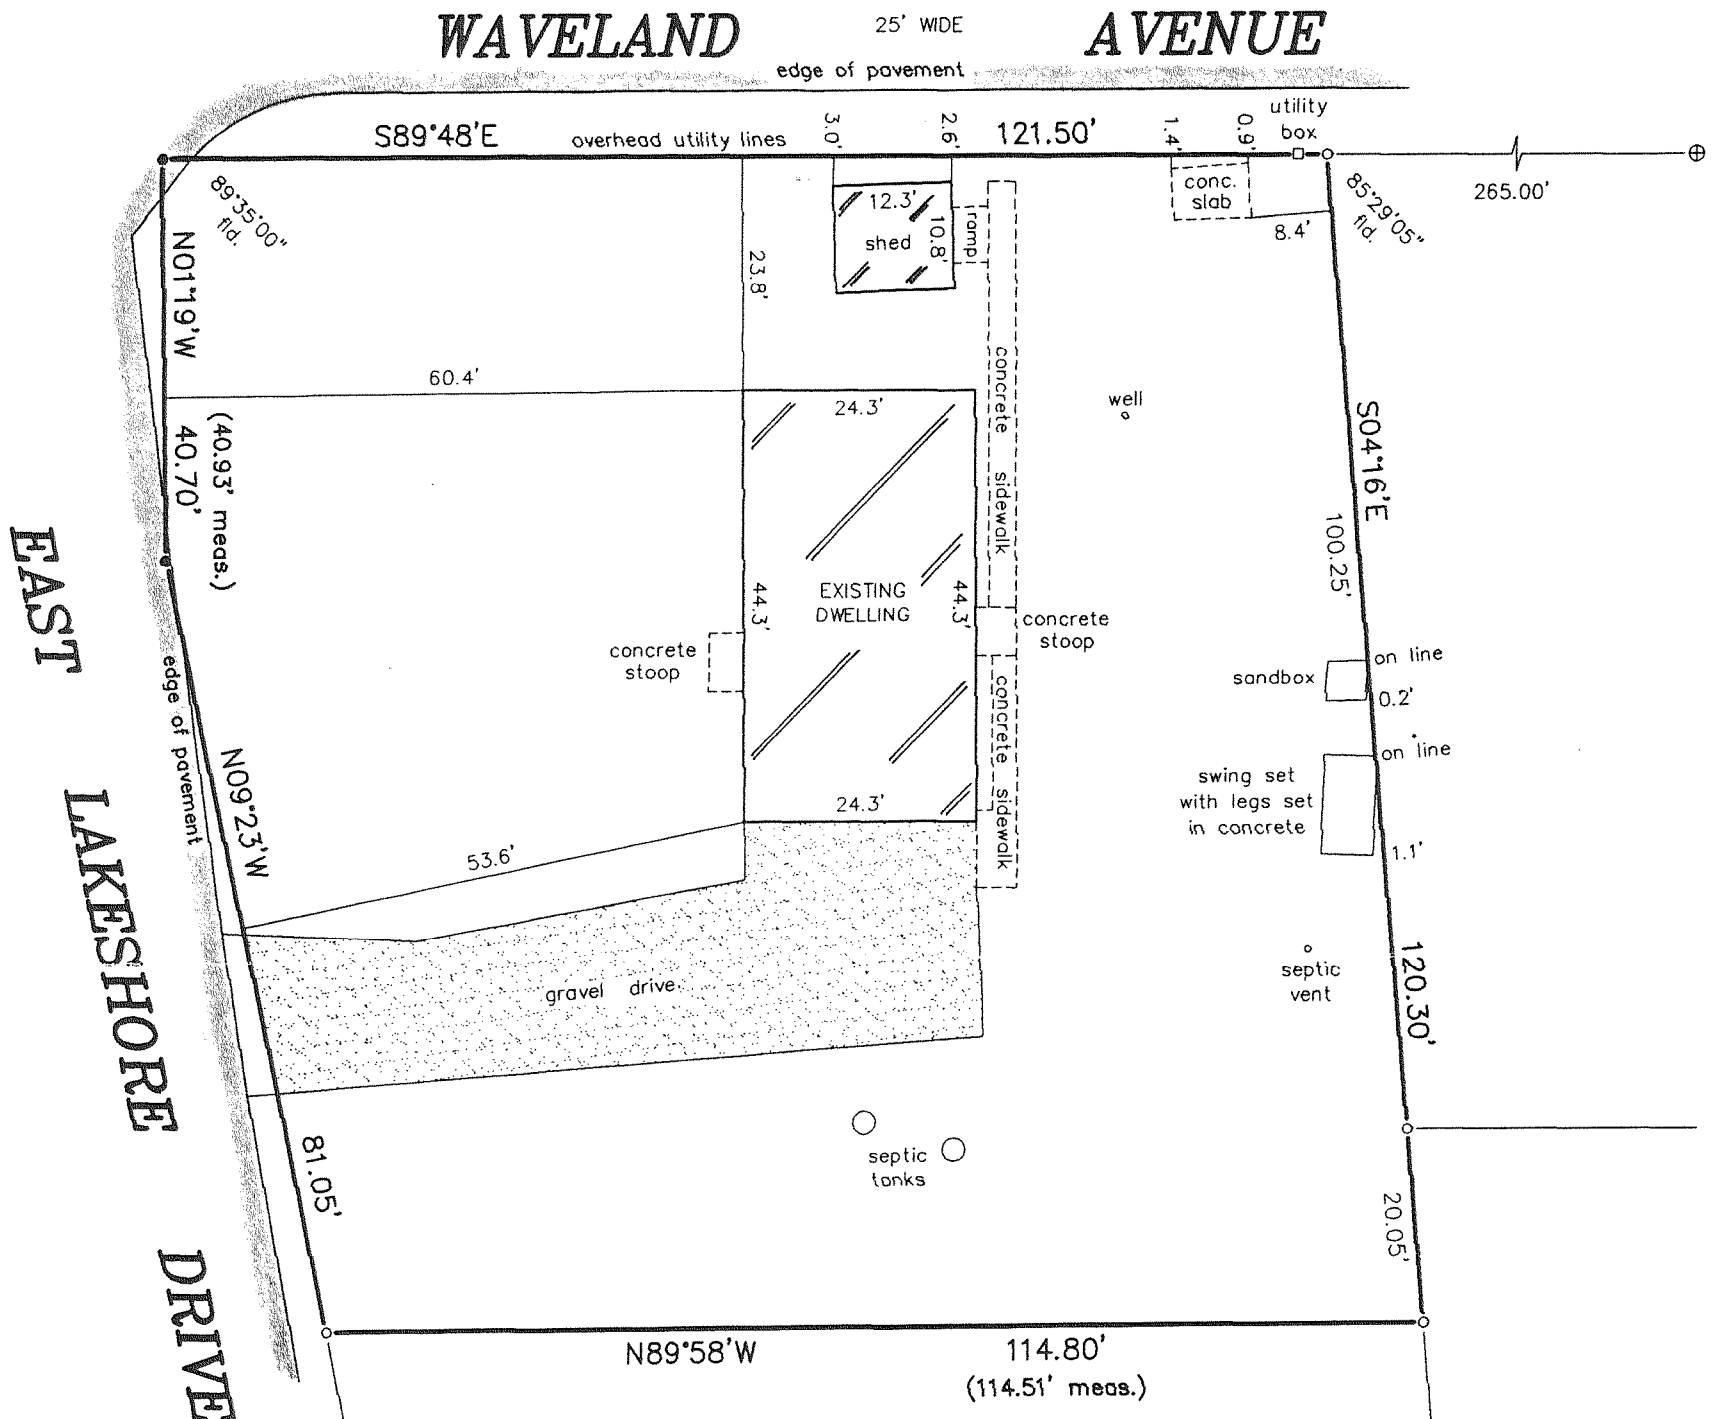 WAVELAND 25' WIDE AVENUE
edge of pavement
S89°48'E overhead utility lines 3.0' 2.6' 121.50' 1.4' 0.9'
utility
box
89°35'00"
fld.
85°29'05"
fld.
265.00'
conc.
slab
8.4'
12.3'
10.8'
shed
ramp
N01°19'W
23.8'
60.4'
40.70'
(40.93' meas.)
24.3'
concrete sidewalk
well
S04°16'E
100.25'
EAST LAKESHORE DRIVE
EXISTING
DWELLING
44.3'
44.3'
concrete
stoop
concrete
stoop
edge of pavement
on line
sandbox
0.2'
concrete sidewalk
on line
swing set
with legs set
in concrete
1.1'
N09°23'W
24.3'
53.6'
gravel drive
septic
vent
120.30'
81.05'
septic
tanks
20.05'
N89°58'W 114.80'
(114.51' meas.)